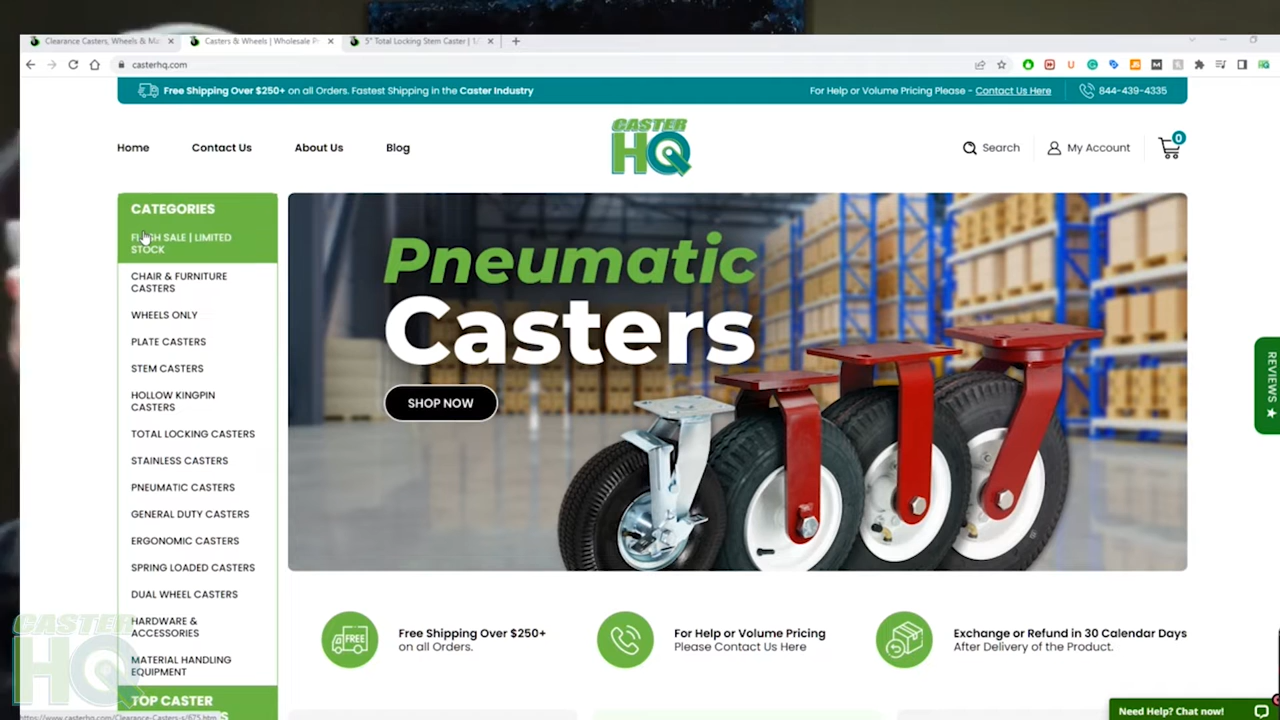 Clearance Casters, Wheels & Ma
Casters & Wheels | Wholesale Pr
5" Total Locking Stem Caster | 1/
casterhq.com
Free Shipping Over $250+ on all Orders. Fastest Shipping in the Caster Industry
For Help or Volume Pricing Please - Contact Us Here
844-439-4335
Home
Contact Us
About Us
Blog
CASTER
HQ
Search
My Account
0
CATEGORIES
FLASH SALE | LIMITED
STOCK
CHAIR & FURNITURE
CASTERS
WHEELS ONLY
PLATE CASTERS
STEM CASTERS
HOLLOW KINGPIN
CASTERS
TOTAL LOCKING CASTERS
STAINLESS CASTERS
PNEUMATIC CASTERS
GENERAL DUTY CASTERS
ERGONOMIC CASTERS
SPRING LOADED CASTERS
DUAL WHEEL CASTERS
HARDWARE &
ACCESSORIES
MATERIAL HANDLING
EQUIPMENT
TOP CASTER
Pneumatic
Casters
SHOP NOW
REVIEWS ★
FREE
Free Shipping Over $250+
on all Orders.
For Help or Volume Pricing
Please Contact Us Here
Exchange or Refund in 30 Calendar Days
After Delivery of the Product.
CASTER
HQ
https://www.casterhq.com/Clearance-Casters-s/675.htm
Need Help? Chat now!